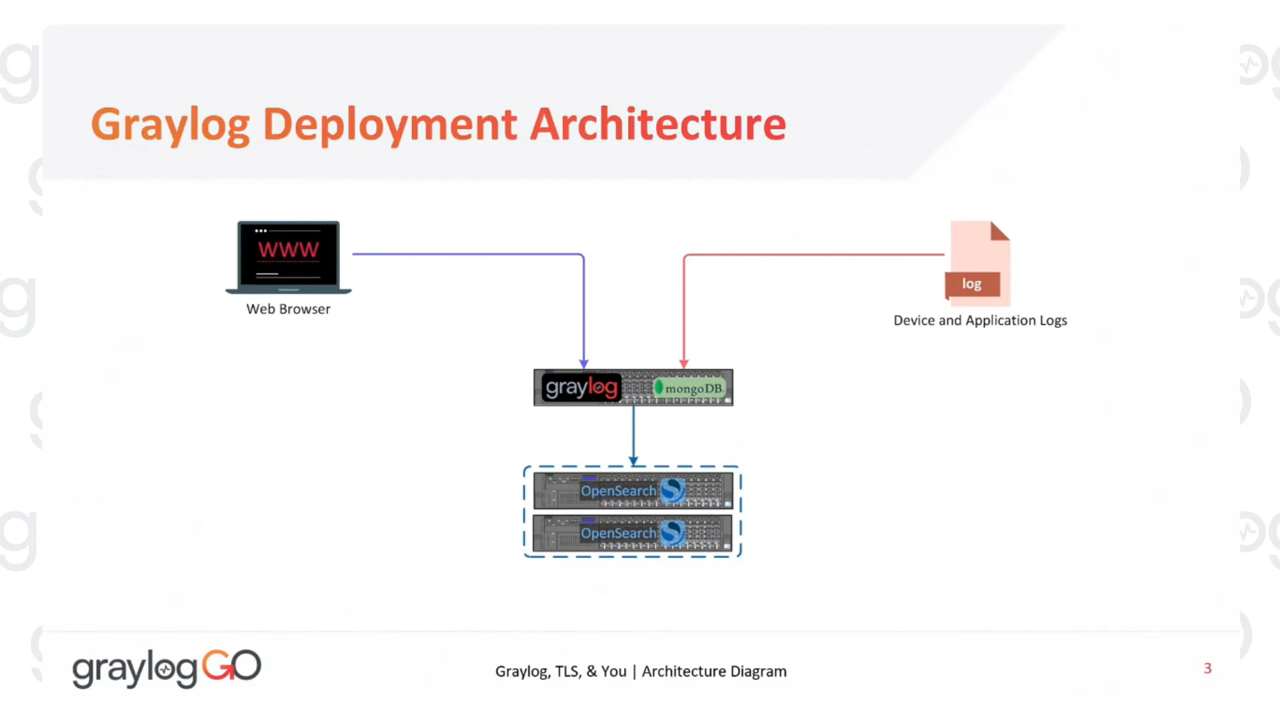 Graylog Deployment Architecture
WWW
Web Browser
log
Device and Application Logs
graylog
mongoDB
OpenSearch
OpenSearch
graylogGO
Graylog, TLS, & You | Architecture Diagram
3